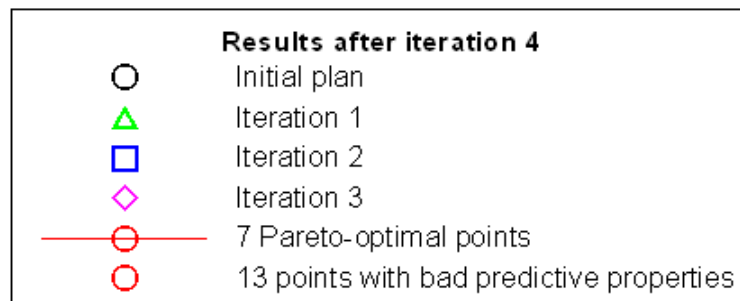 Results after iteration 4
Initial plan
Iteration 1
Iteration 2
Iteration 3
7 Pareto-optimal points
13 points with bad predictive properties